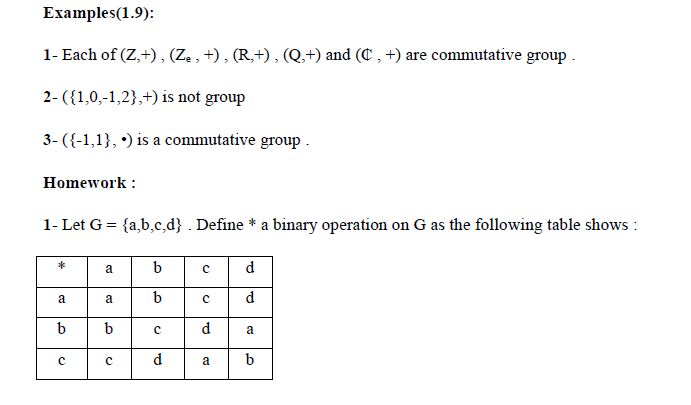 Examples(1.9):
1- Each of (Z,+) , (Zₑ , +) , (R,+) , (Q,+) and (ℂ , +) are commutative group .
2- ({1,0,-1,2},+) is not group
3- ({-1,1}, •) is a commutative group .
Homework :
1- Let G = {a,b,c,d} . Define * a binary operation on G as the following table shows :
* a b c d
a a b c d
b b c d a
c c d a b